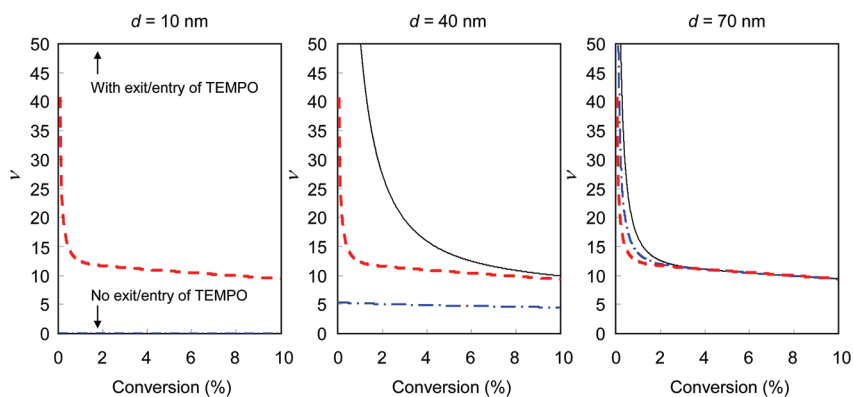 d = 10 nm
d = 40 nm
d = 70 nm
50
45
40
35
30
25
20
15
10
5
0
ν
With exit/entry of TEMPO
No exit/entry of TEMPO
0 2 4 6 8 10
Conversion (%)
50
45
40
35
30
25
20
15
10
5
0
ν
0 2 4 6 8 10
Conversion (%)
50
45
40
35
30
25
20
15
10
5
0
ν
0 2 4 6 8 10
Conversion (%)